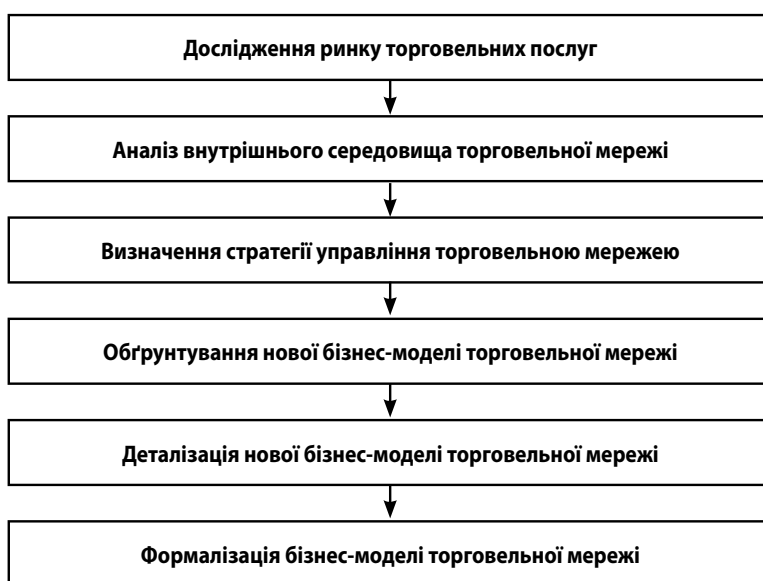 Дослідження ринку торговельних послуг
Аналіз внутрішнього середовища торговельної мережі
Визначення стратегії управління торговельною мережею
Обґрунтування нової бізнес-моделі торговельної мережі
Деталізація нової бізнес-моделі торговельної мережі
Формалізація бізнес-моделі торговельної мережі